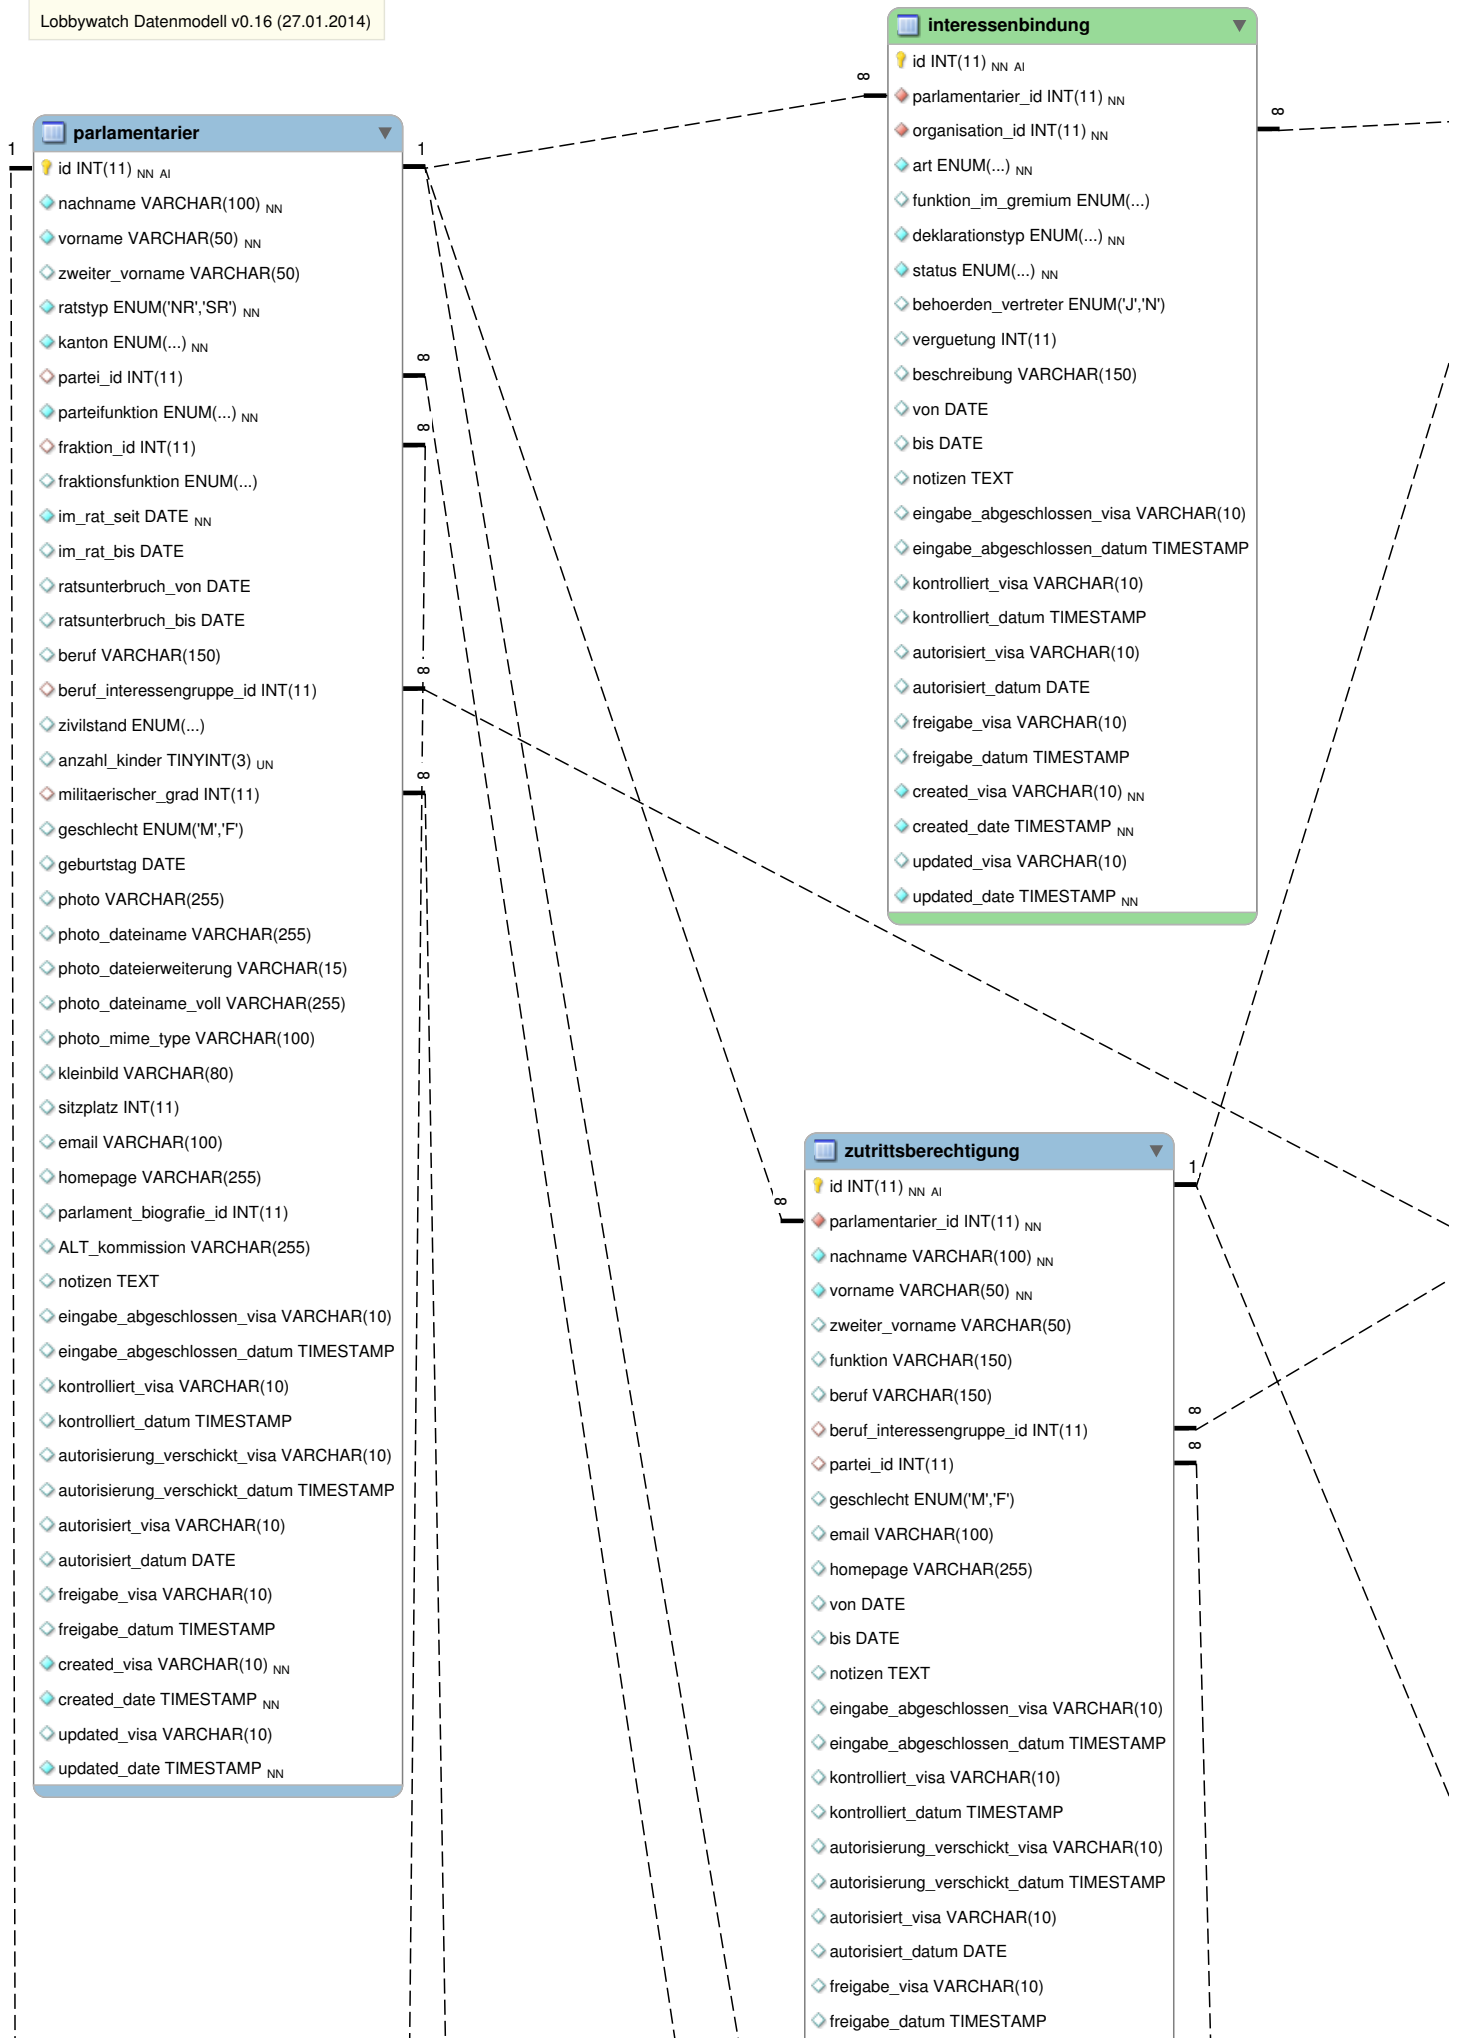 Lobbywatch Datenmodell v0.16 (27.01.2014)
parlamentarier
1
1
id INT(11) NN AI
nachname VARCHAR(100) NN
vorname VARCHAR(50) NN
zweiter_vorname VARCHAR(50)
ratstyp ENUM('NR','SR') NN
kanton ENUM(...) NN
∞
partei_id INT(11)
parteifunktion ENUM(...) NN
∞
fraktion_id INT(11)
fraktionsfunktion ENUM(...)
im_rat_seit DATE NN
im_rat_bis DATE
ratsunterbruch_von DATE
ratsunterbruch_bis DATE
beruf VARCHAR(150)
∞
beruf_interessengruppe_id INT(11)
zivilstand ENUM(...)
anzahl_kinder TINYINT(3) UN
∞
militaerischer_grad INT(11)
geschlecht ENUM('M','F')
geburtstag DATE
photo VARCHAR(255)
photo_dateiname VARCHAR(255)
photo_dateierweiterung VARCHAR(15)
photo_dateiname_voll VARCHAR(255)
photo_mime_type VARCHAR(100)
kleinbild VARCHAR(80)
sitzplatz INT(11)
email VARCHAR(100)
homepage VARCHAR(255)
parlament_biografie_id INT(11)
ALT_kommission VARCHAR(255)
notizen TEXT
eingabe_abgeschlossen_visa VARCHAR(10)
eingabe_abgeschlossen_datum TIMESTAMP
kontrolliert_visa VARCHAR(10)
kontrolliert_datum TIMESTAMP
autorisierung_verschickt_visa VARCHAR(10)
autorisierung_verschickt_datum TIMESTAMP
autorisiert_visa VARCHAR(10)
autorisiert_datum DATE
freigabe_visa VARCHAR(10)
freigabe_datum TIMESTAMP
created_visa VARCHAR(10) NN
created_date TIMESTAMP NN
updated_visa VARCHAR(10)
updated_date TIMESTAMP NN
interessenbindung
id INT(11) NN AI
∞
parlamentarier_id INT(11) NN
∞
organisation_id INT(11) NN
art ENUM(...) NN
funktion_im_gremium ENUM(...)
deklarationstyp ENUM(...) NN
status ENUM(...) NN
behoerden_vertreter ENUM('J','N')
verguetung INT(11)
beschreibung VARCHAR(150)
von DATE
bis DATE
notizen TEXT
eingabe_abgeschlossen_visa VARCHAR(10)
eingabe_abgeschlossen_datum TIMESTAMP
kontrolliert_visa VARCHAR(10)
kontrolliert_datum TIMESTAMP
autorisiert_visa VARCHAR(10)
autorisiert_datum DATE
freigabe_visa VARCHAR(10)
freigabe_datum TIMESTAMP
created_visa VARCHAR(10) NN
created_date TIMESTAMP NN
updated_visa VARCHAR(10)
updated_date TIMESTAMP NN
zutrittsberechtigung
1
id INT(11) NN AI
∞
parlamentarier_id INT(11) NN
nachname VARCHAR(100) NN
vorname VARCHAR(50) NN
zweiter_vorname VARCHAR(50)
funktion VARCHAR(150)
beruf VARCHAR(150)
∞
beruf_interessengruppe_id INT(11)
∞
partei_id INT(11)
geschlecht ENUM('M','F')
email VARCHAR(100)
homepage VARCHAR(255)
von DATE
bis DATE
notizen TEXT
eingabe_abgeschlossen_visa VARCHAR(10)
eingabe_abgeschlossen_datum TIMESTAMP
kontrolliert_visa VARCHAR(10)
kontrolliert_datum TIMESTAMP
autorisierung_verschickt_visa VARCHAR(10)
autorisierung_verschickt_datum TIMESTAMP
autorisiert_visa VARCHAR(10)
autorisiert_datum DATE
freigabe_visa VARCHAR(10)
freigabe_datum TIMESTAMP